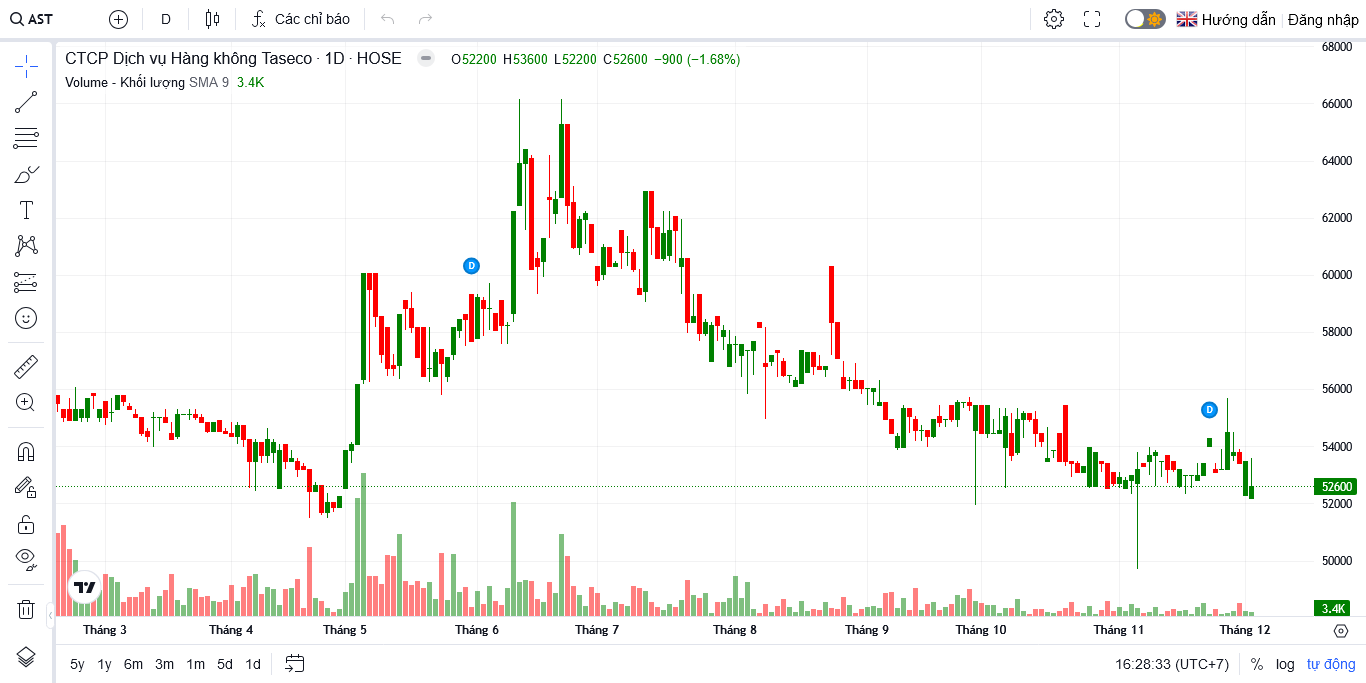 AST D Các chỉ báo Hướng dẫn Đăng nhập
CTCP Dịch vụ Hàng không Taseco · 1D · HOSE O52200 H53600 L52200 C52600 −900 (−1.68%)
Volume - Khối lượng SMA 9 3.4K
68000
66000
64000
62000
60000
58000
56000
54000
52600
52000
50000
3.4K
D
D
Tháng 3 Tháng 4 Tháng 5 Tháng 6 Tháng 7 Tháng 8 Tháng 9 Tháng 10 Tháng 11 Tháng 12
5y 1y 6m 3m 1m 5d 1d 16:28:33 (UTC+7) % log tự động